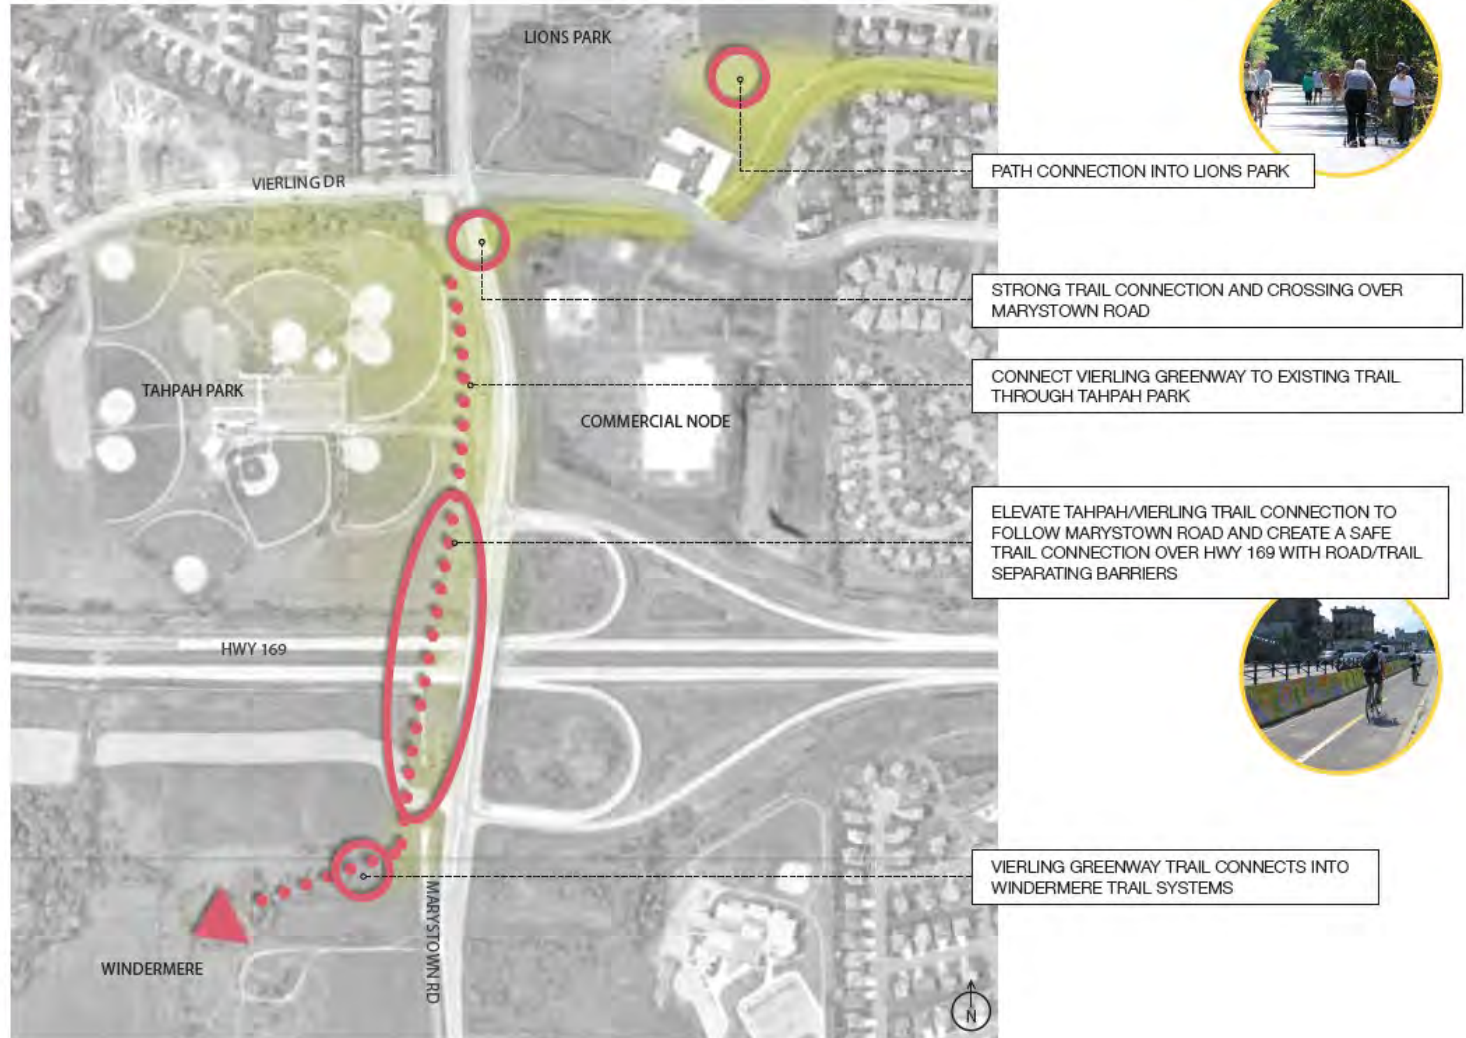 LIONS PARK
VIERLING DR
PATH CONNECTION INTO LIONS PARK
STRONG TRAIL CONNECTION AND CROSSING OVER
MARYSTOWN ROAD
CONNECT VIERLING GREENWAY TO EXISTING TRAIL
THROUGH TAHPAH PARK
TAHPAH PARK
COMMERCIAL NODE
ELEVATE TAHPAH/VIERLING TRAIL CONNECTION TO
FOLLOW MARYSTOWN ROAD AND CREATE A SAFE
TRAIL CONNECTION OVER HWY 169 WITH ROAD/TRAIL
SEPARATING BARRIERS
HWY 169
VIERLING GREENWAY TRAIL CONNECTS INTO
WINDERMERE TRAIL SYSTEMS
MARYSTOWN RD
WINDERMERE
N